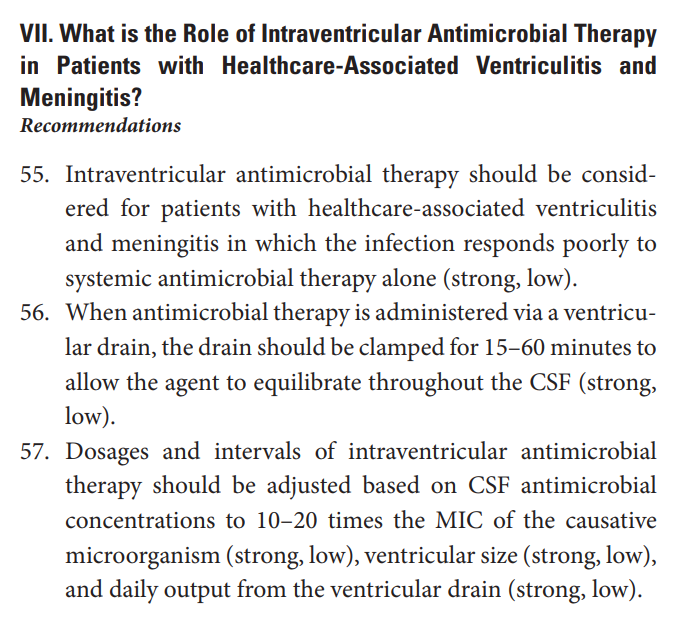 VII. What is the Role of Intraventricular Antimicrobial Therapy
in Patients with Healthcare-Associated Ventriculitis and
Meningitis?
Recommendations
55. Intraventricular antimicrobial therapy should be consid-
ered for patients with healthcare-associated ventriculitis
and meningitis in which the infection responds poorly to
systemic antimicrobial therapy alone (strong, low).
56. When antimicrobial therapy is administered via a ventricu-
lar drain, the drain should be clamped for 15–60 minutes to
allow the agent to equilibrate throughout the CSF (strong,
low).
57. Dosages and intervals of intraventricular antimicrobial
therapy should be adjusted based on CSF antimicrobial
concentrations to 10–20 times the MIC of the causative
microorganism (strong, low), ventricular size (strong, low),
and daily output from the ventricular drain (strong, low).